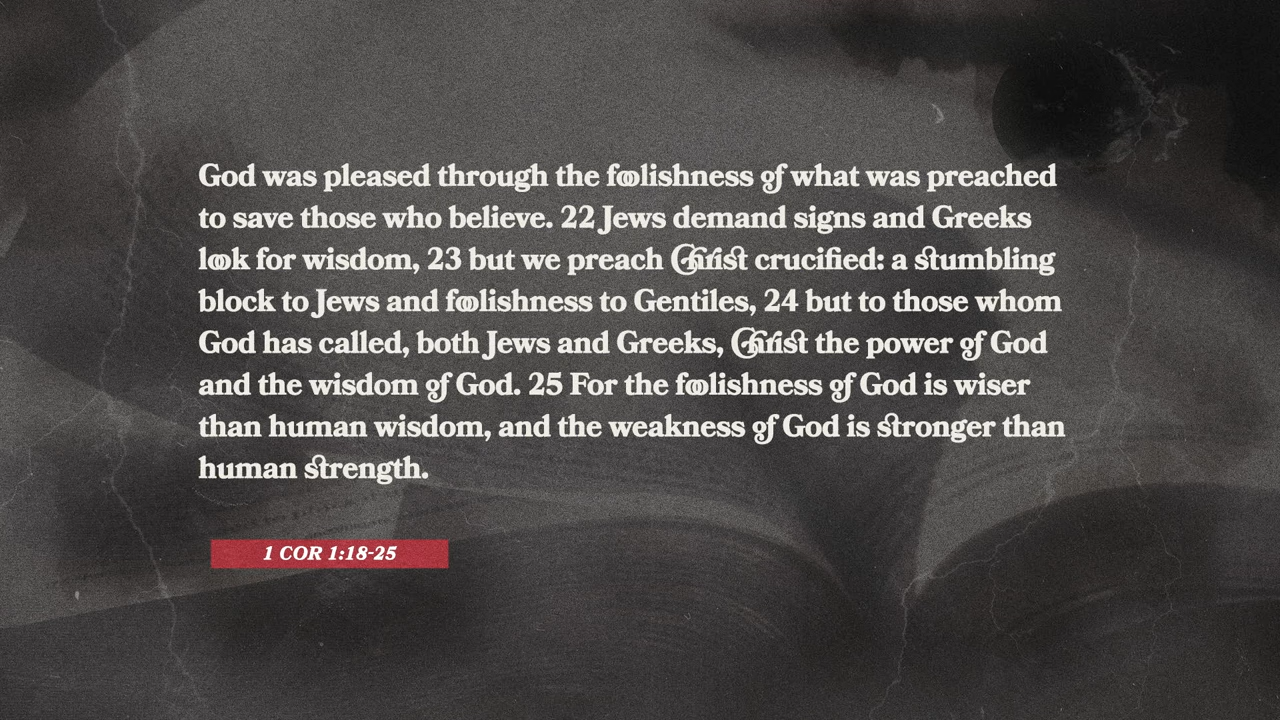 God was pleased through the foolishness of what was preached
to save those who believe. 22 Jews demand signs and Greeks
look for wisdom, 23 but we preach Christ crucified: a stumbling
block to Jews and foolishness to Gentiles, 24 but to those whom
God has called, both Jews and Greeks, Christ the power of God
and the wisdom of God. 25 For the foolishness of God is wiser
than human wisdom, and the weakness of God is stronger than
human strength.
1 COR 1:18-25